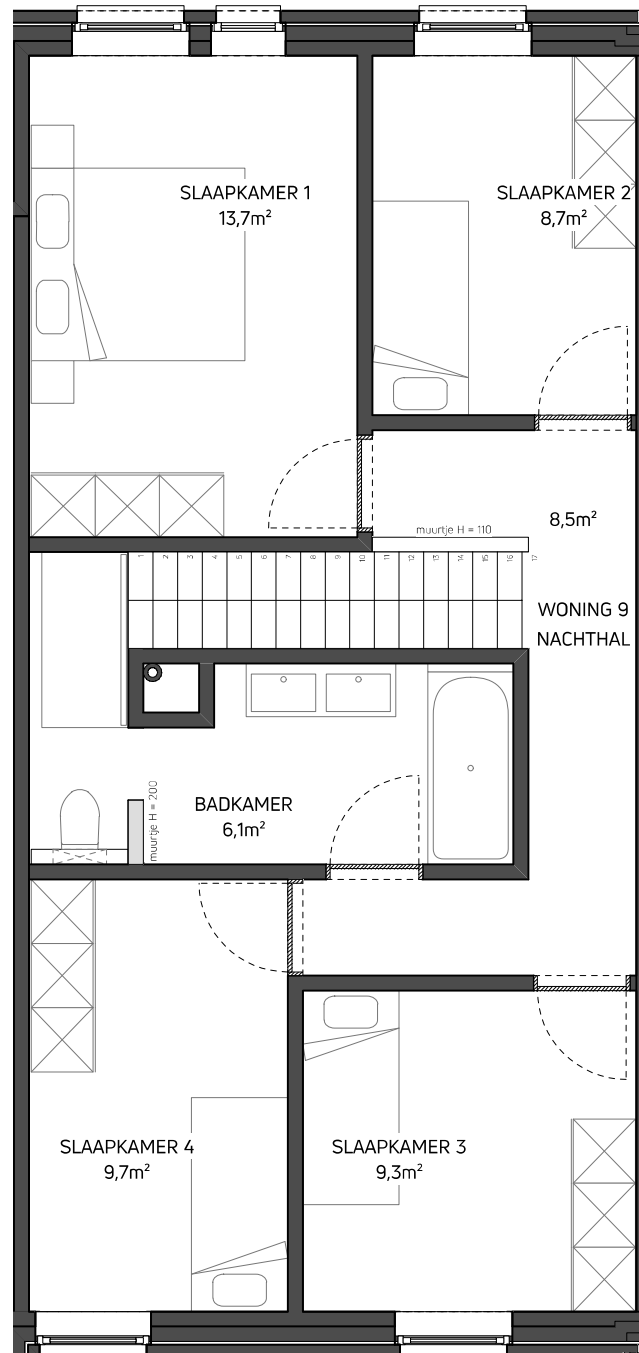 SLAAPKAMER 1
13,7m²
SLAAPKAMER 2
8,7m²
8,5m²
muurtje H = 110
1 2 3 4 5 6 7 8 9 10 11 12 13 14 15 16 17
WONING 9
NACHTHAL
BADKAMER
6,1m²
muurtje H = 200
SLAAPKAMER 4
9,7m²
SLAAPKAMER 3
9,3m²